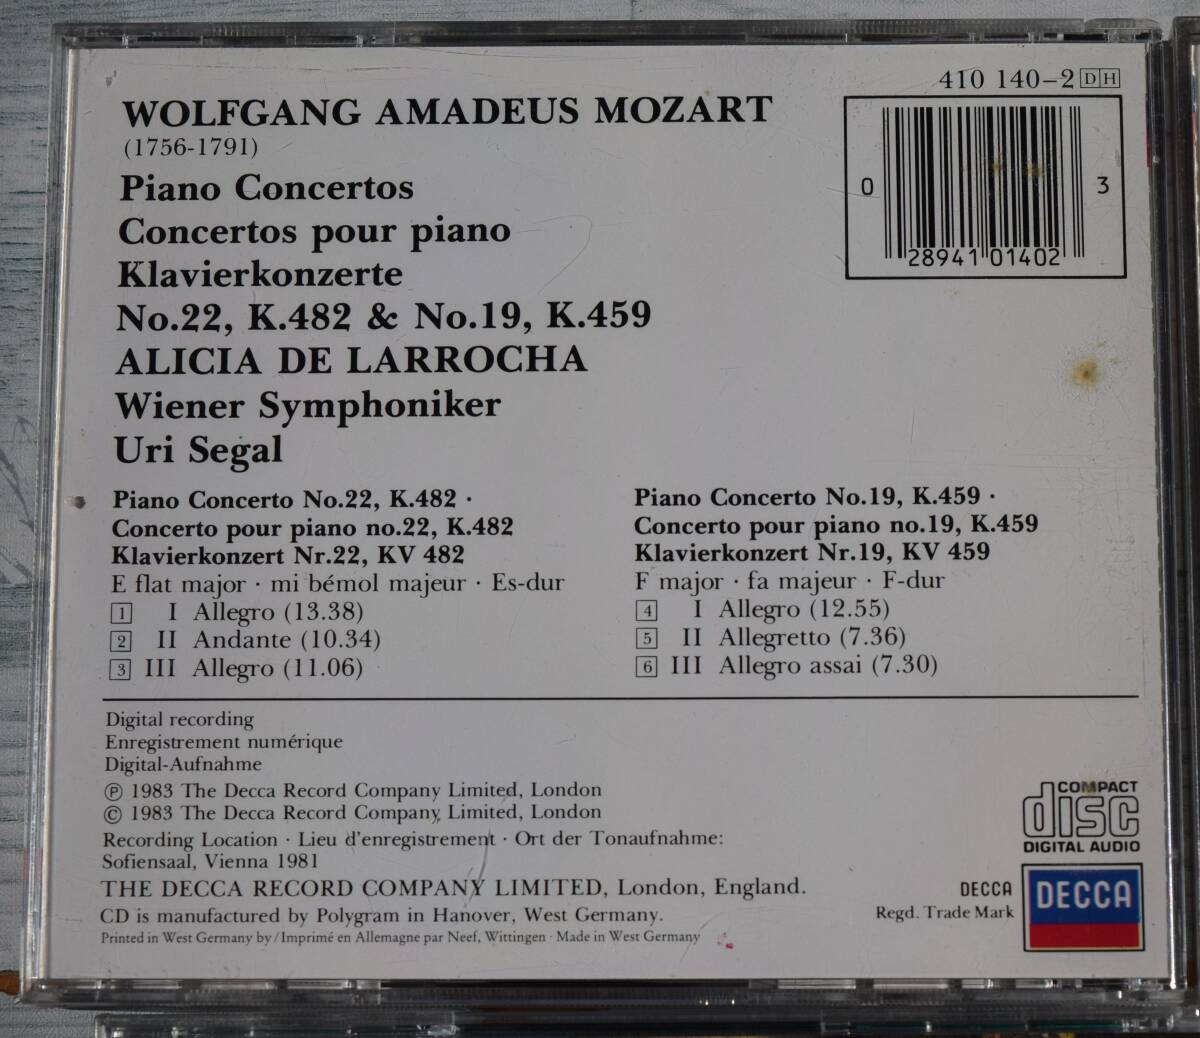 410 140-2 DH
WOLFGANG AMADEUS MOZART
(1756-1791)
Piano Concertos
Concertos pour piano
Klavierkonzerte
No.22, K.482 & No.19, K.459
ALICIA DE LARROCHA
Wiener Symphoniker
Uri Segal
0 28941 01402 3
Piano Concerto No.22, K.482 ·
Concerto pour piano no.22, K.482
Klavierkonzert Nr.22, KV 482
E flat major · mi bémol majeur · Es-dur
1 I Allegro (13.38)
2 II Andante (10.34)
3 III Allegro (11.06)
Piano Concerto No.19, K.459 ·
Concerto pour piano no.19, K.459
Klavierkonzert Nr.19, KV 459
F major · fa majeur · F-dur
4 I Allegro (12.55)
5 II Allegretto (7.36)
6 III Allegro assai (7.30)
Digital recording
Enregistrement numérique
Digital-Aufnahme
℗ 1983 The Decca Record Company Limited, London
© 1983 The Decca Record Company, Limited, London
Recording Location · Lieu d'enregistrement · Ort der Tonaufnahme:
Sofiensaal, Vienna 1981
THE DECCA RECORD COMPANY LIMITED, London, England.
CD is manufactured by Polygram in Hanover, West Germany.
Printed in West Germany by/Imprimé en Allemagne par Neef, Wittingen · Made in West Germany
COMPACT
disc
DIGITAL AUDIO
DECCA
Regd. Trade Mark
DECCA